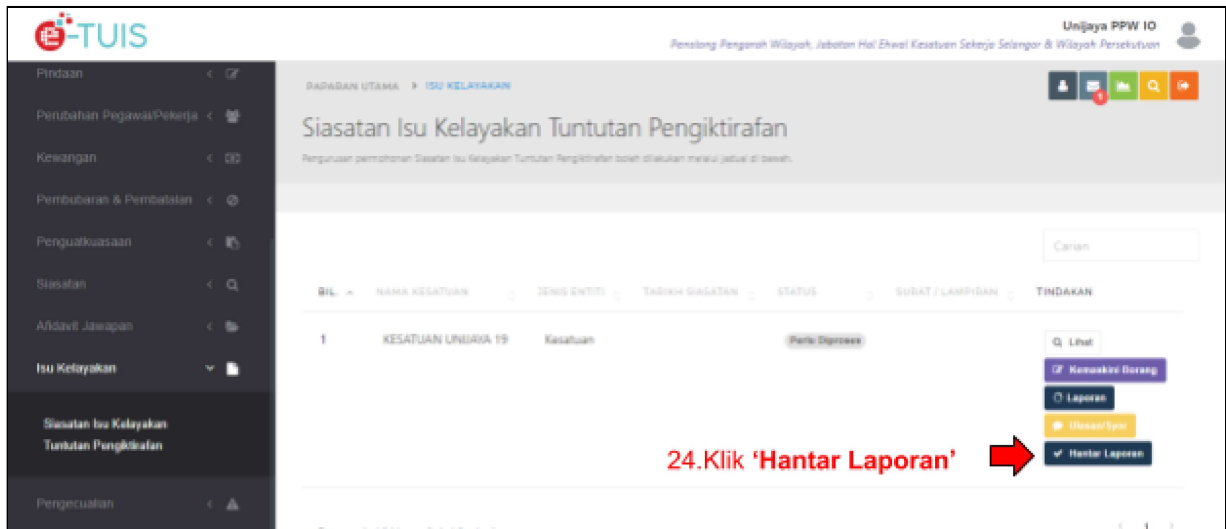 e-TUIS
Unijaya PPW IO
Penolong Pengarah Wilayah, Jabatan Hal Ehwal Kesatuan Sekerja Selangor & Wilayah Persekutuan
Pindaan
Perubahan Pegawai/Pekerja
Kewangan
Pembubaran & Pembatalan
Penguatkuasaan
Siasatan
Afidavit Jawapan
Isu Kelayakan
Siasatan Isu Kelayakan
Tuntutan Pengiktirafan
Pengecualian
PAPARAN UTAMA > ISU KELAYAKAN
1
Siasatan Isu Kelayakan Tuntutan Pengiktirafan
Pengurusan permohonan Siasatan Isu Kelayakan Tuntutan Pengiktirafan boleh dilakukan melalui jadual di bawah.
Carian
BIL. NAMA KESATUAN JENIS ENTITI TARIKH SIASATAN STATUS SURAT / LAMPIRAN TINDAKAN
1 KESATUAN UNIJAYA 19 Kesatuan Perlu Diproses
Lihat
Kemaskini Borang
Laporan
Ulasan/Syor
Hantar Laporan
24.Klik ‘Hantar Laporan’
1